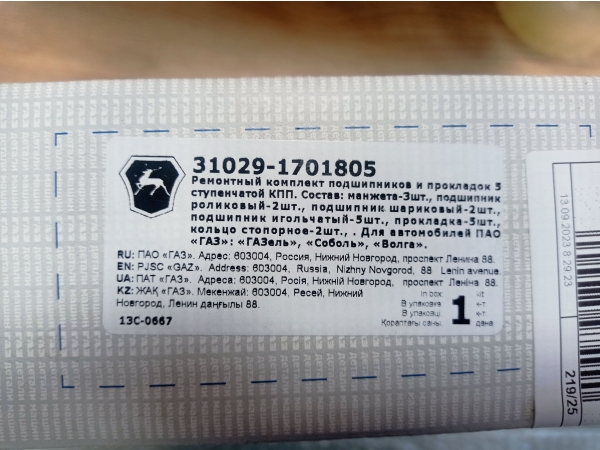 31029-1701805
Ремонтный комплект подшипников и прокладок 5
ступенчатой КПП. Состав: манжета-3шт., подшипник
роликовый-2шт., подшипник шариковый-2шт.,
подшипник игольчатый-5шт., прокладка-5шт.,
кольцо стопорное-2шт., . Для автомобилей ПАО
«ГАЗ»: «ГАЗель», «Соболь», «Волга».
RU: ПАО «ГАЗ». Адрес: 603004, Россия, Нижний Новгород, проспект Ленина 88.
EN: PJSC «GAZ». Address: 603004, Russia, Nizhny Novgorod, 88 Lenin avenue.
UA: ПАТ «ГАЗ». Адреса: 603004, Росія, Нижній Новгород, проспект Леніна 88.
KZ: ЖАҚ «ГАЗ». Мекенжай: 603004, Ресей, Нижний
Новгород, Ленин даңғылы 88.
In box: 1 kit
В упаковке к-т
В упаковці к-т
Қораптағы саны: дана
13C-0667
13.09.2023 8:29:23
219/25